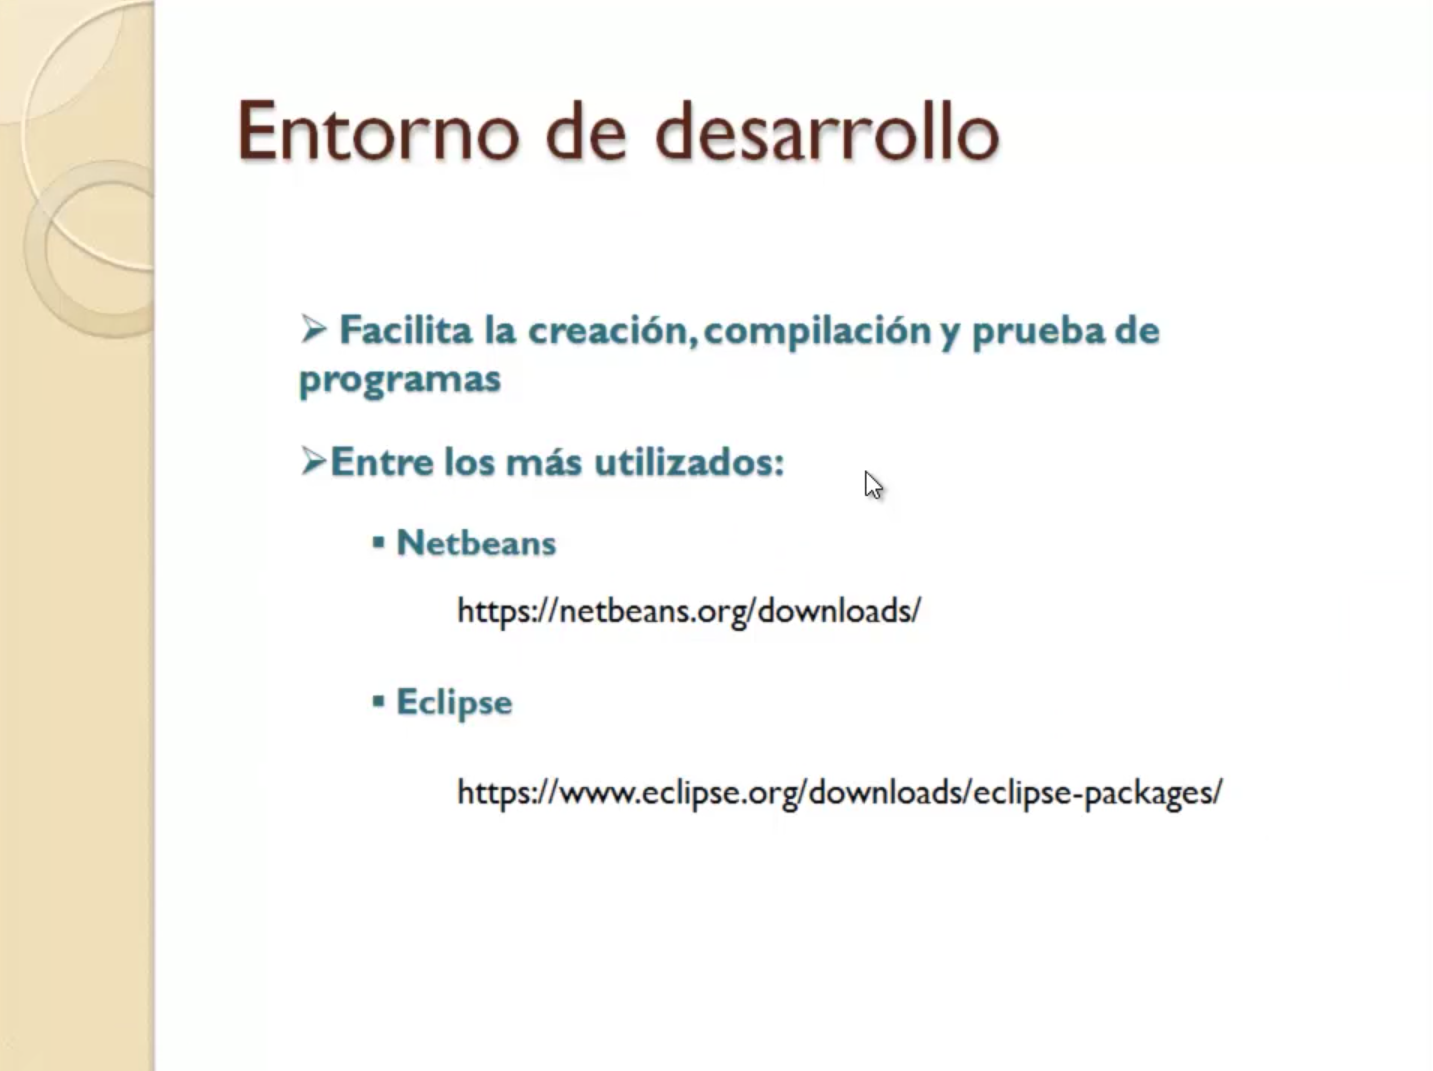 Entorno de desarrollo
➢ Facilita la creación, compilación y prueba de
programas
➢Entre los más utilizados:
▪ Netbeans
https://netbeans.org/downloads/
▪ Eclipse
https://www.eclipse.org/downloads/eclipse-packages/